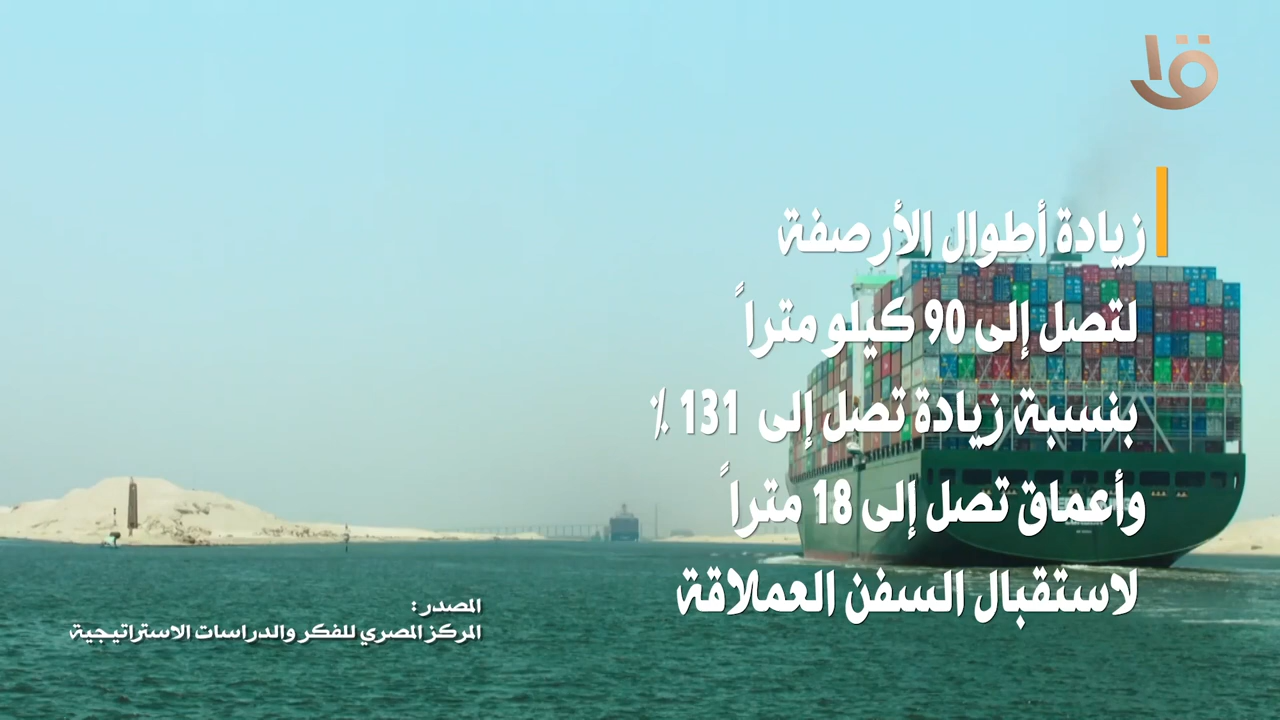 زيادة أطوال الأرصفة
لتصل إلى 90 كيلو متراً
بنسبة زيادة تصل إلى 131 ٪
وأعماق تصل إلى 18 متراً
لاستقبال السفن العملاقة
المصدر:
المركز المصري للفكر والدراسات الاستراتيجية